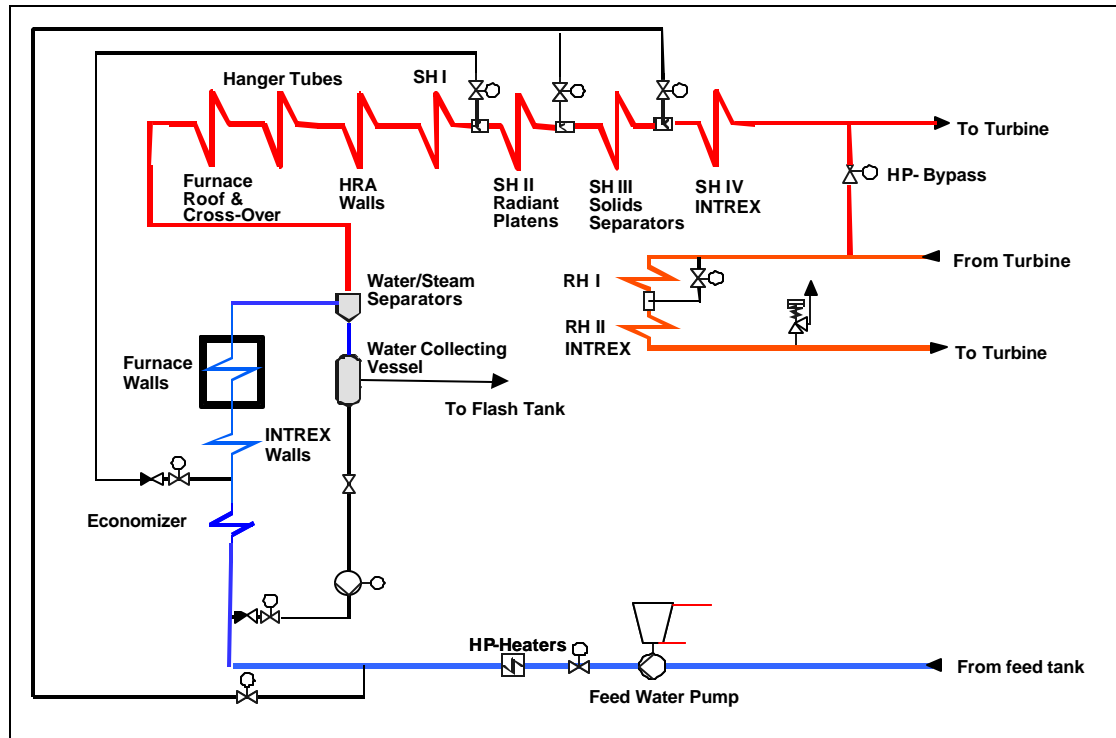 SH I
Hanger Tubes
To Turbine
Furnace
Roof &
Cross-Over
HRA
Walls
SH II
Radiant
Platens
SH III
Solids
Separators
SH IV
INTREX
HP- Bypass
From Turbine
RH I
RH II
INTREX
To Turbine
Water/Steam
Separators
Water Collecting
Vessel
To Flash Tank
Furnace
Walls
INTREX
Walls
Economizer
HP-Heaters
Feed Water Pump
From feed tank